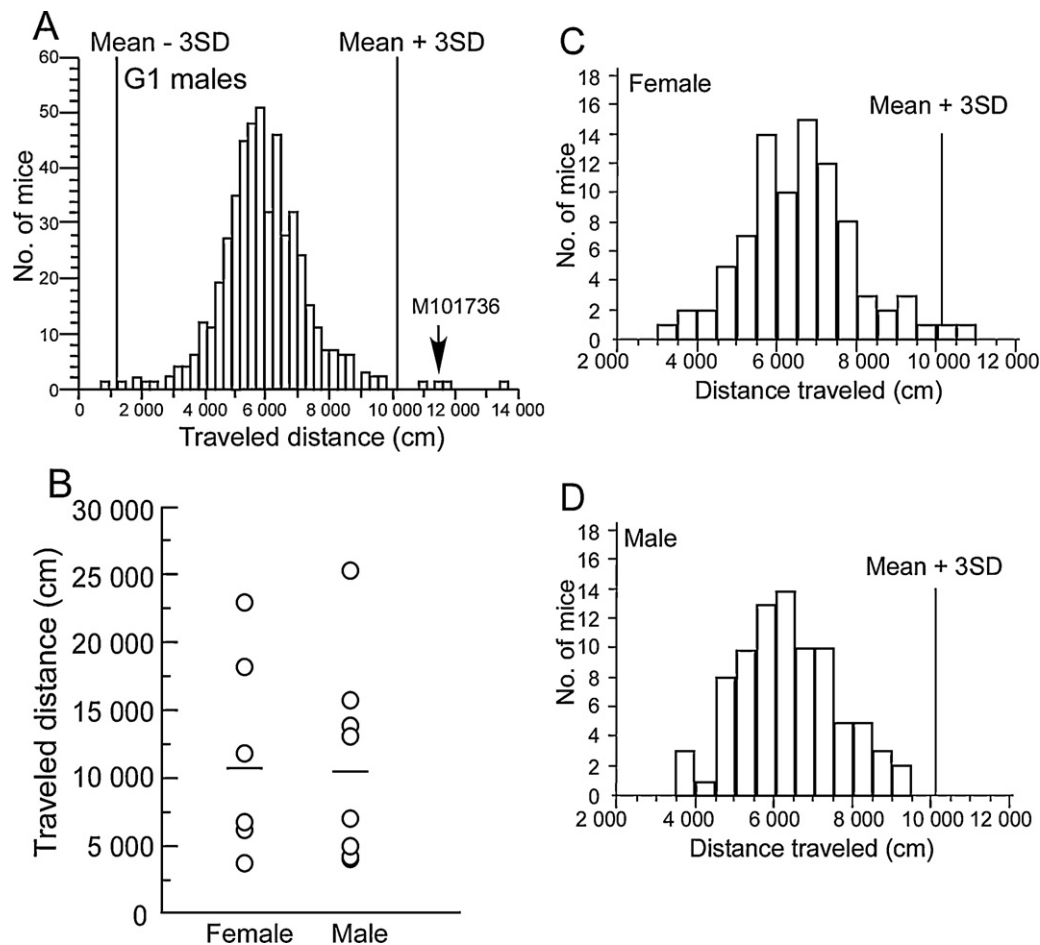 A
Mean - 3SD
Mean + 3SD
G1 males
60
50
40
30
20
10
0
No. of mice
M101736
0 2 000 4 000 6 000 8 000 10 000 12 000 14 000
Traveled distance (cm)
B
30 000
25 000
20 000
15 000
10 000
5 000
0
Traveled distance (cm)
Female Male
C
Female
Mean + 3SD
18
16
14
12
10
8
6
4
2
0
No. of mice
2 000 4 000 6 000 8 000 10 000 12 000
Distance traveled (cm)
D
Male
Mean + 3SD
18
16
14
12
10
8
6
4
2
0
No. of mice
2 000 4 000 6 000 8 000 10 000 12 000
Distance traveled (cm)